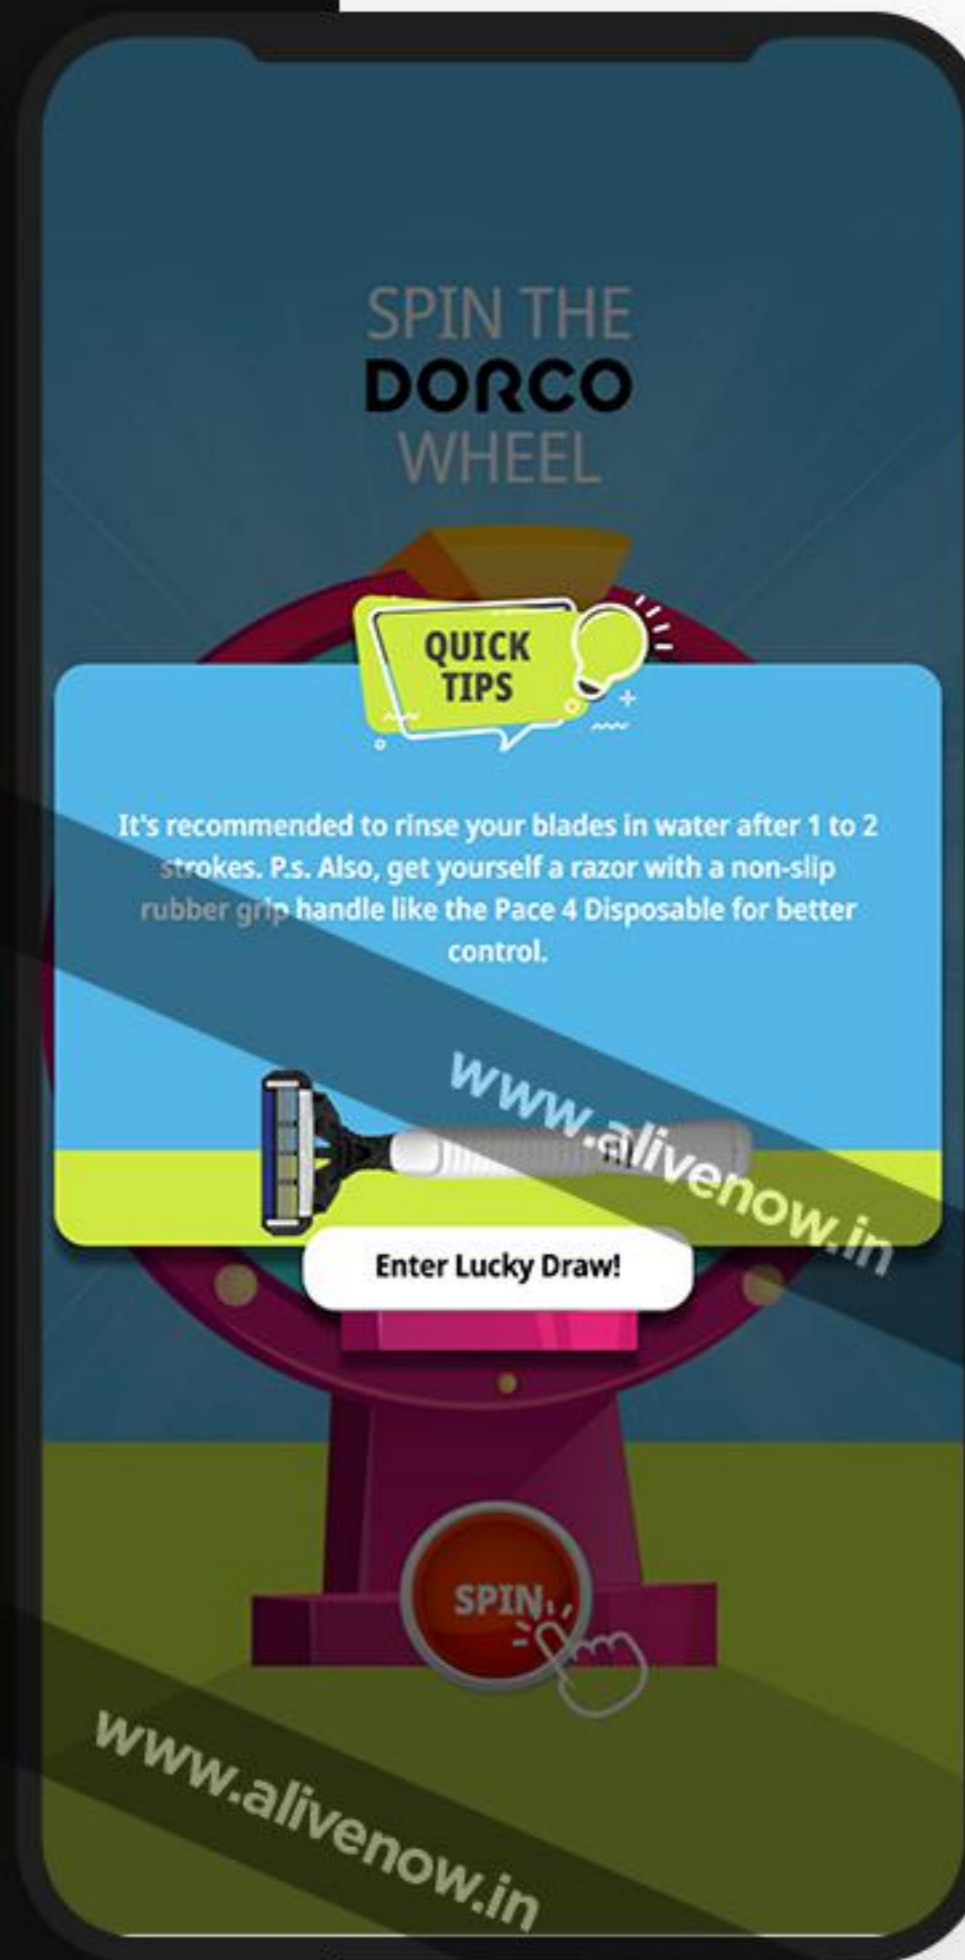 SPIN THE
DORCO
WHEEL
QUICK
TIPS
It's recommended to rinse your blades in water after 1 to 2
strokes. P.s. Also, get yourself a razor with a non-slip
rubber grip handle like the Pace 4 Disposable for better
control.
www.alivenow.in
Enter Lucky Draw!
SPIN
www.alivenow.in